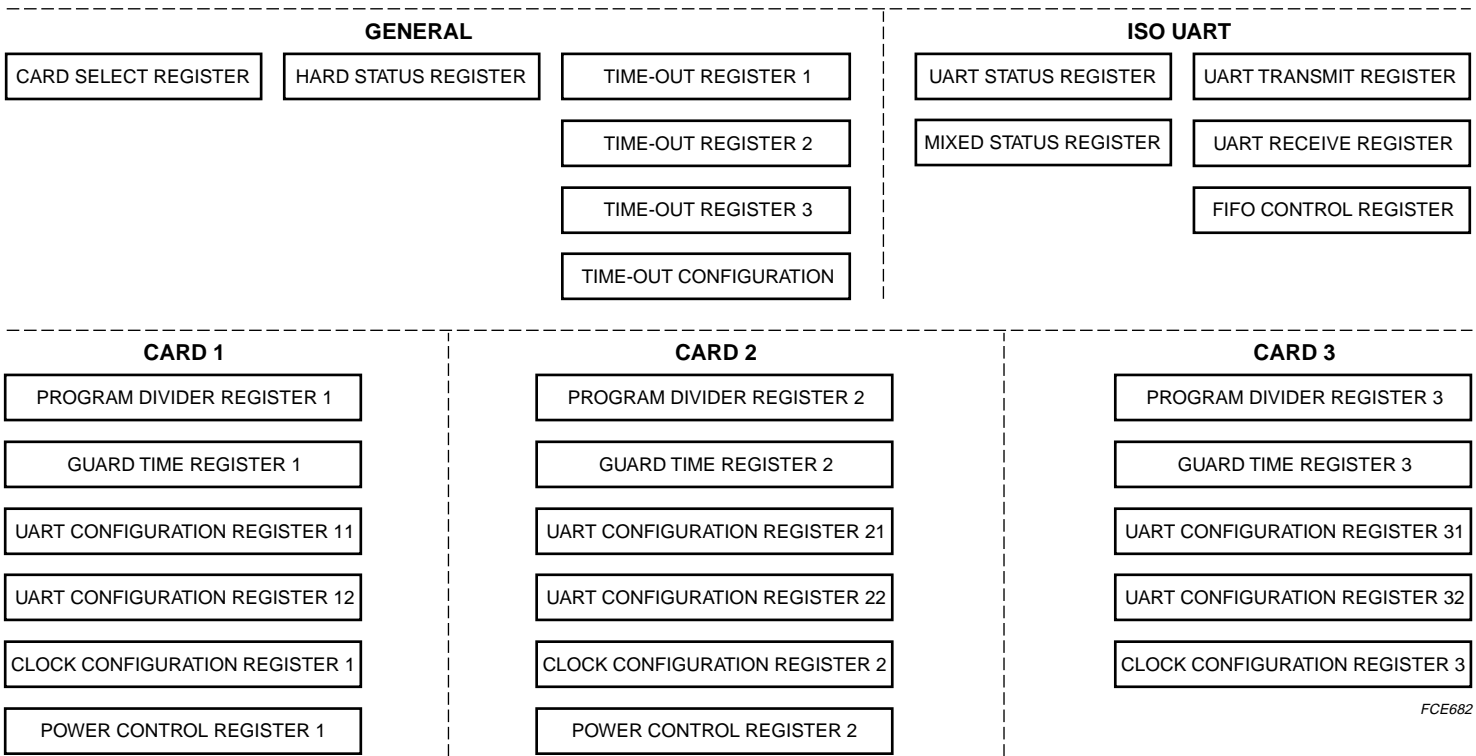 GENERAL
CARD SELECT REGISTER
HARD STATUS REGISTER
TIME-OUT REGISTER 1
TIME-OUT REGISTER 2
TIME-OUT REGISTER 3
TIME-OUT CONFIGURATION
ISO UART
UART STATUS REGISTER
UART TRANSMIT REGISTER
MIXED STATUS REGISTER
UART RECEIVE REGISTER
FIFO CONTROL REGISTER
CARD 1
PROGRAM DIVIDER REGISTER 1
GUARD TIME REGISTER 1
UART CONFIGURATION REGISTER 11
UART CONFIGURATION REGISTER 12
CLOCK CONFIGURATION REGISTER 1
POWER CONTROL REGISTER 1
CARD 2
PROGRAM DIVIDER REGISTER 2
GUARD TIME REGISTER 2
UART CONFIGURATION REGISTER 21
UART CONFIGURATION REGISTER 22
CLOCK CONFIGURATION REGISTER 2
POWER CONTROL REGISTER 2
CARD 3
PROGRAM DIVIDER REGISTER 3
GUARD TIME REGISTER 3
UART CONFIGURATION REGISTER 31
UART CONFIGURATION REGISTER 32
CLOCK CONFIGURATION REGISTER 3
FCE682